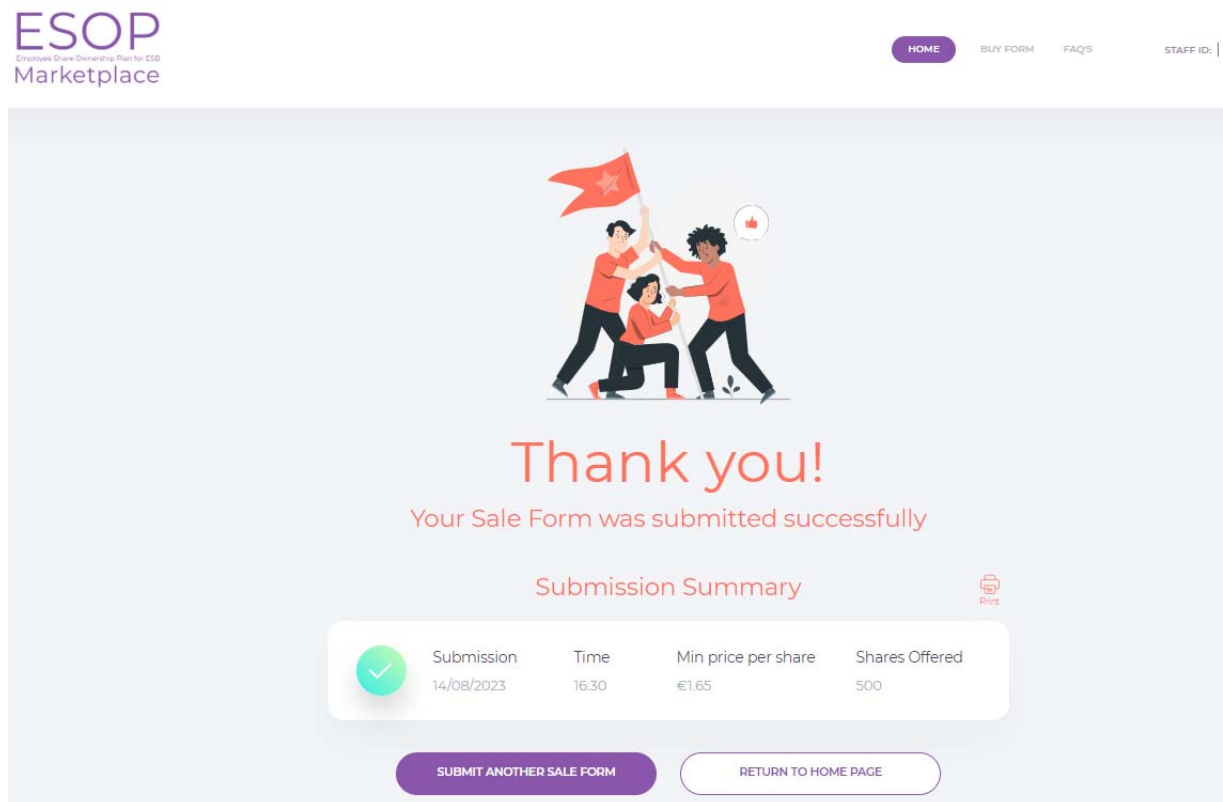 ESOP
Employee Share Ownership Plan for ESB
Marketplace
HOME BUY FORM FAQ'S STAFF ID:
Thank you!
Your Sale Form was submitted successfully
Submission Summary
Print
Submission Time Min price per share Shares Offered
14/08/2023 16:30 €1.65 500
SUBMIT ANOTHER SALE FORM RETURN TO HOME PAGE